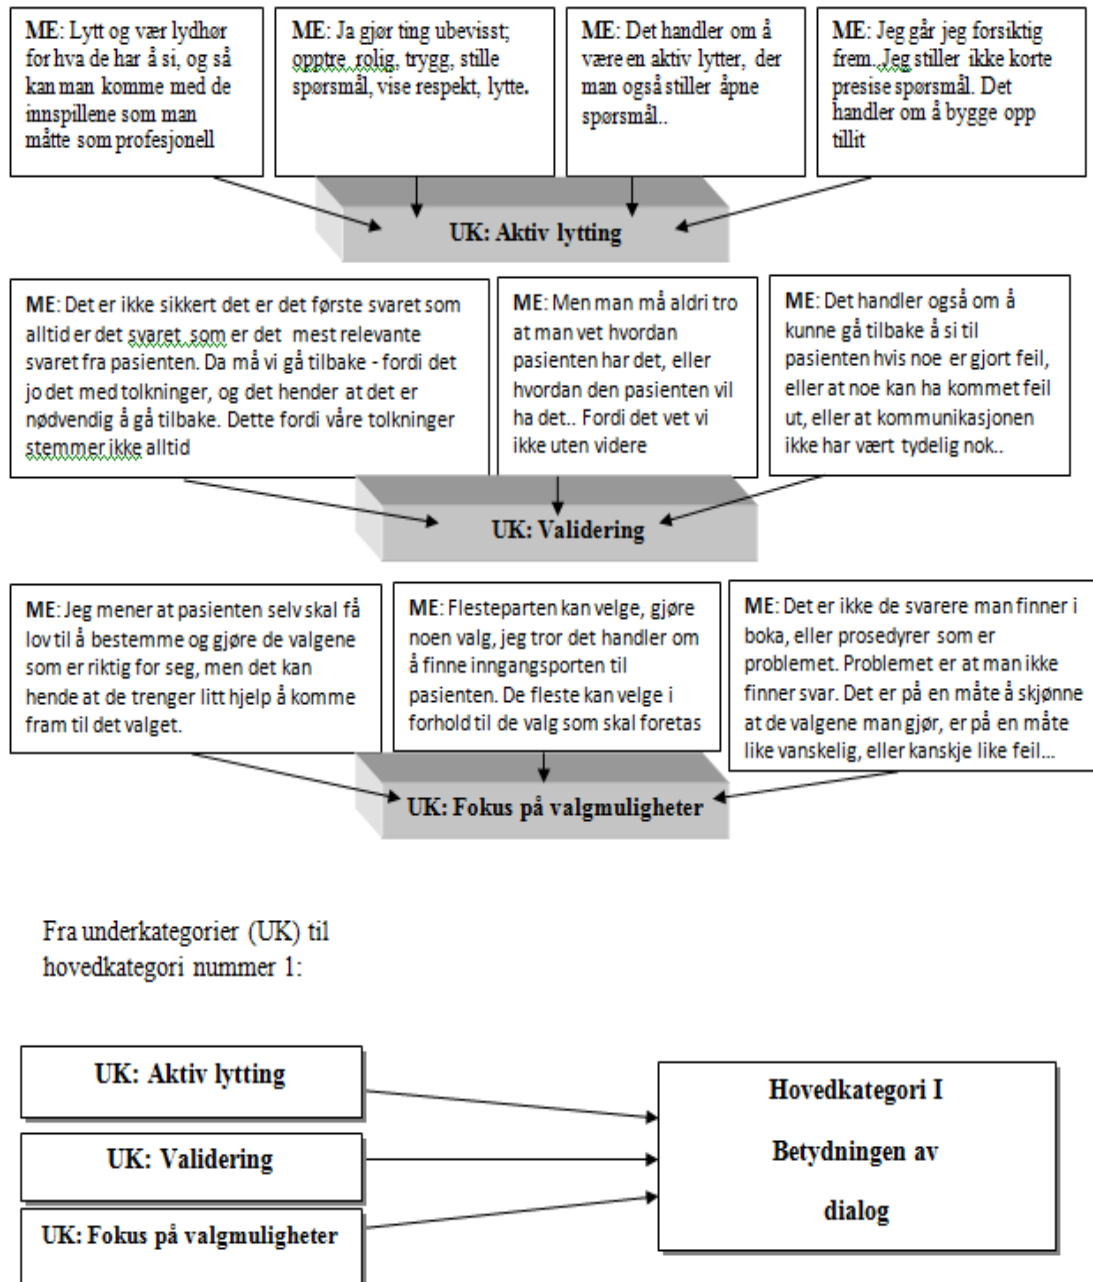 ME: Lytt og vær lydhør
for hva de har å si, og så
kan man komme med de
innspillene som man
måtte som profesjonell
ME: Ja gjør ting ubevisst;
opptre rolig, trygg, stille
spørsmål, vise respekt, lytte.
ME: Det handler om å
være en aktiv lytter, der
man også stiller åpne
spørsmål..
ME: Jeg går jeg forsiktig
frem..Jeg stiller ikke korte
presise spørsmål. Det
handler om å bygge opp
tillit
UK: Aktiv lytting
ME: Det er ikke sikkert det er det første svaret som
alltid er det svaret som er det mest relevante
svaret fra pasienten. Da må vi gå tilbake - fordi det
jo det med tolkninger, og det hender at det er
nødvendig å gå tilbake. Dette fordi våre tolkninger
stemmer ikke alltid
ME: Men man må aldri tro
at man vet hvordan
pasienten har det, eller
hvordan den pasienten vil
ha det.. Fordi det vet vi
ikke uten videre
ME: Det handler også om å
kunne gå tilbake å si til
pasienten hvis noe er gjort feil,
eller at noe kan ha kommet feil
ut, eller at kommunikasjonen
ikke har vært tydelig nok..
UK: Validering
ME: Jeg mener at pasienten selv skal få
lov til å bestemme og gjøre de valgene
som er riktig for seg, men det kan
hende at de trenger litt hjelp å komme
fram til det valget.
ME: Flesteparten kan velge, gjøre
noen valg, jeg tror det handler om
å finne inngangsporten til
pasienten. De fleste kan velge i
forhold til de valg som skal foretas
ME: Det er ikke de svarere man finner i
boka, eller prosedyrer som er
problemet. Problemet er at man ikke
finner svar. Det er på en måte å skjønne
at de valgene man gjør, er på en måte
like vanskelig, eller kanskje like feil...
UK: Fokus på valgmuligheter
Fra underkategorier (UK) til
hovedkategori nummer 1:
UK: Aktiv lytting
UK: Validering
UK: Fokus på valgmuligheter
Hovedkategori I
Betydningen av
dialog